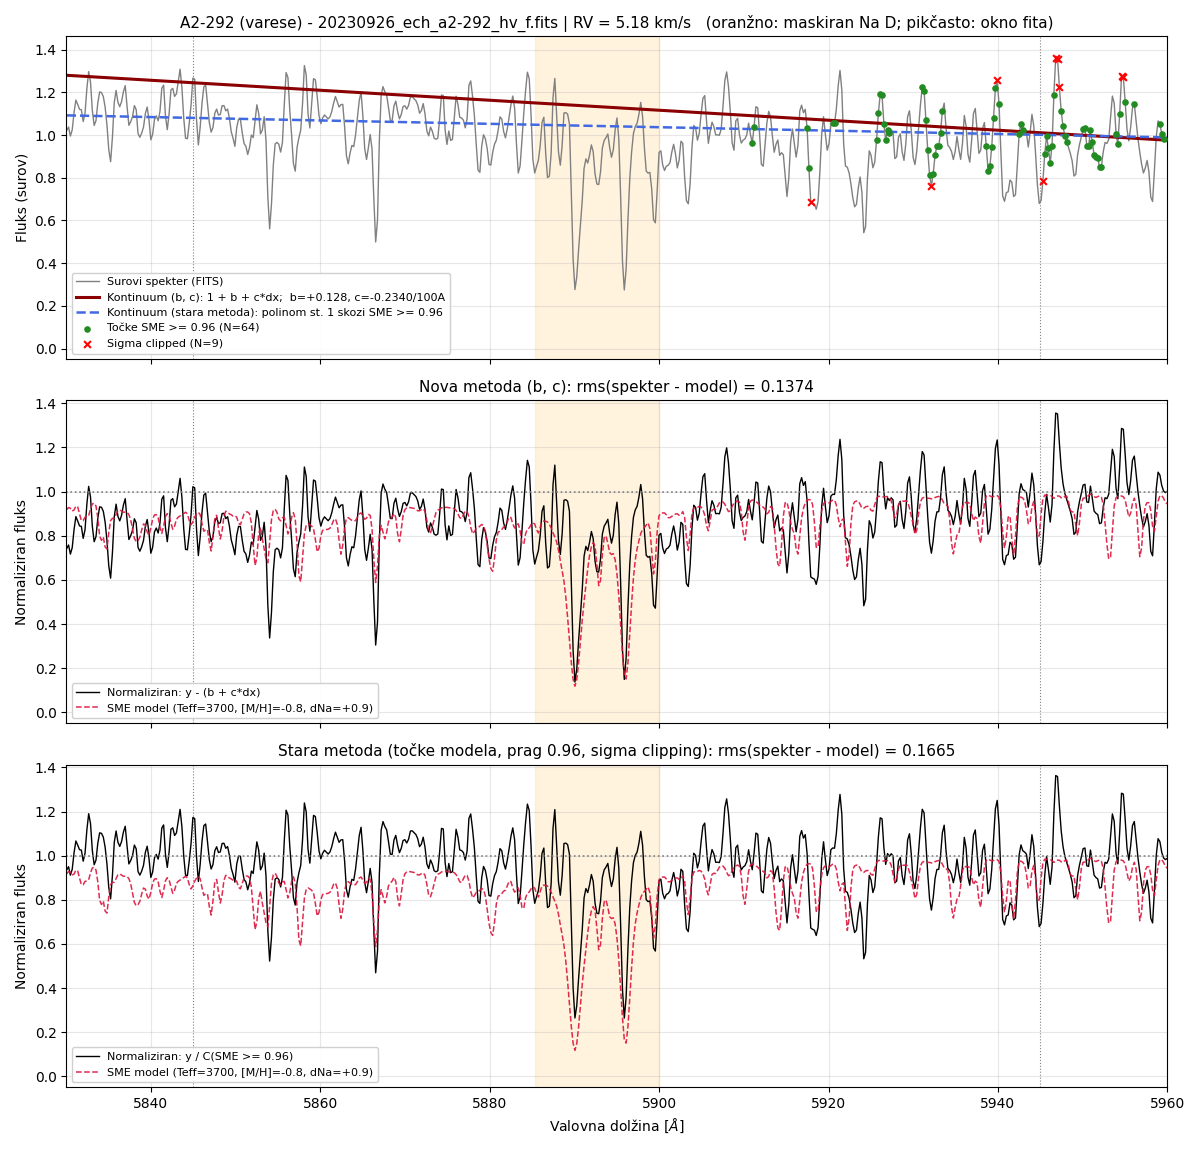 A2-292 (varese) - 20230926_ech_a2-292_hv_f.fits | RV = 5.18 km/s   (oranžno: maskiran Na D; pikčasto: okno fita)
1.4
1.2
1.0
0.8
0.6
0.4
0.2
0.0
Fluks (surov)
Surovi spekter (FITS)
Kontinuum (b, c): 1 + b + c*dx;  b=+0.128, c=-0.2340/100A
Kontinuum (stara metoda): polinom st. 1 skozi SME >= 0.96
Točke SME >= 0.96 (N=64)
Sigma clipped (N=9)
Nova metoda (b, c): rms(spekter - model) = 0.1374
1.4
1.2
1.0
0.8
0.6
0.4
0.2
0.0
Normaliziran fluks
Normaliziran: y - (b + c*dx)
SME model (Teff=3700, [M/H]=-0.8, dNa=+0.9)
Stara metoda (točke modela, prag 0.96, sigma clipping): rms(spekter - model) = 0.1665
1.4
1.2
1.0
0.8
0.6
0.4
0.2
0.0
Normaliziran fluks
Normaliziran: y / C(SME >= 0.96)
SME model (Teff=3700, [M/H]=-0.8, dNa=+0.9)
5840 5860 5880 5900 5920 5940 5960
Valovna dolžina [Å]